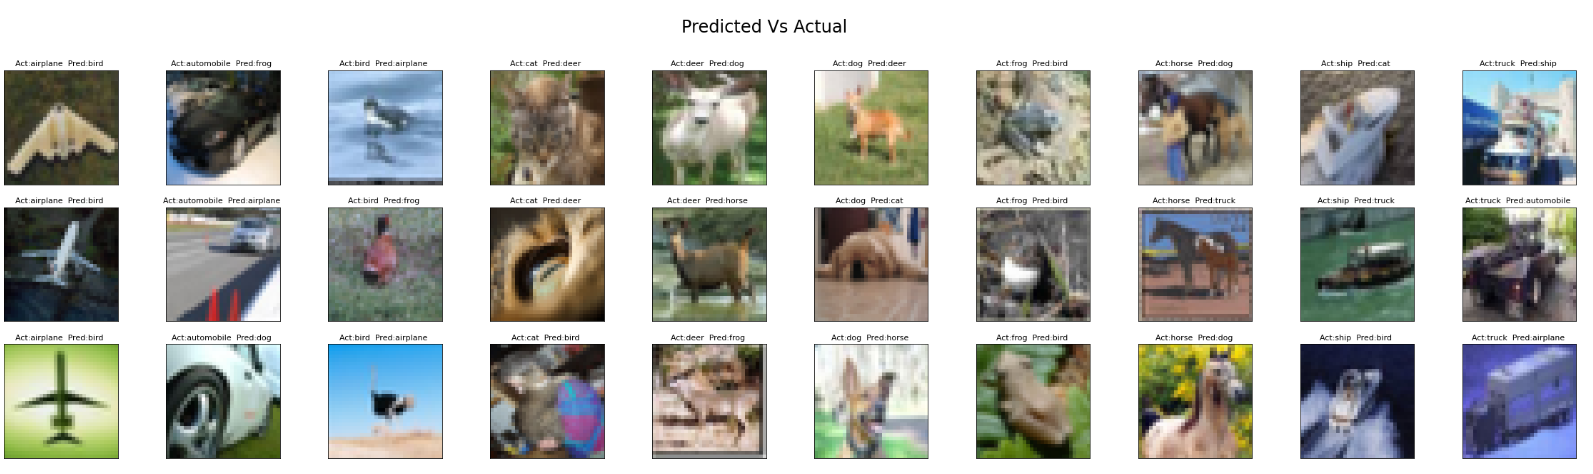 Predicted Vs Actual
Act:airplane  Pred:bird
Act:automobile  Pred:frog
Act:bird  Pred:airplane
Act:cat  Pred:deer
Act:deer  Pred:dog
Act:dog  Pred:deer
Act:frog  Pred:bird
Act:horse  Pred:dog
Act:ship  Pred:cat
Act:truck  Pred:ship
Act:airplane  Pred:bird
Act:automobile  Pred:airplane
Act:bird  Pred:frog
Act:cat  Pred:deer
Act:deer  Pred:horse
Act:dog  Pred:cat
Act:frog  Pred:bird
Act:horse  Pred:truck
Act:ship  Pred:truck
Act:truck  Pred:automobile
Act:airplane  Pred:bird
Act:automobile  Pred:dog
Act:bird  Pred:airplane
Act:cat  Pred:bird
Act:deer  Pred:frog
Act:dog  Pred:horse
Act:frog  Pred:bird
Act:horse  Pred:dog
Act:ship  Pred:bird
Act:truck  Pred:airplane